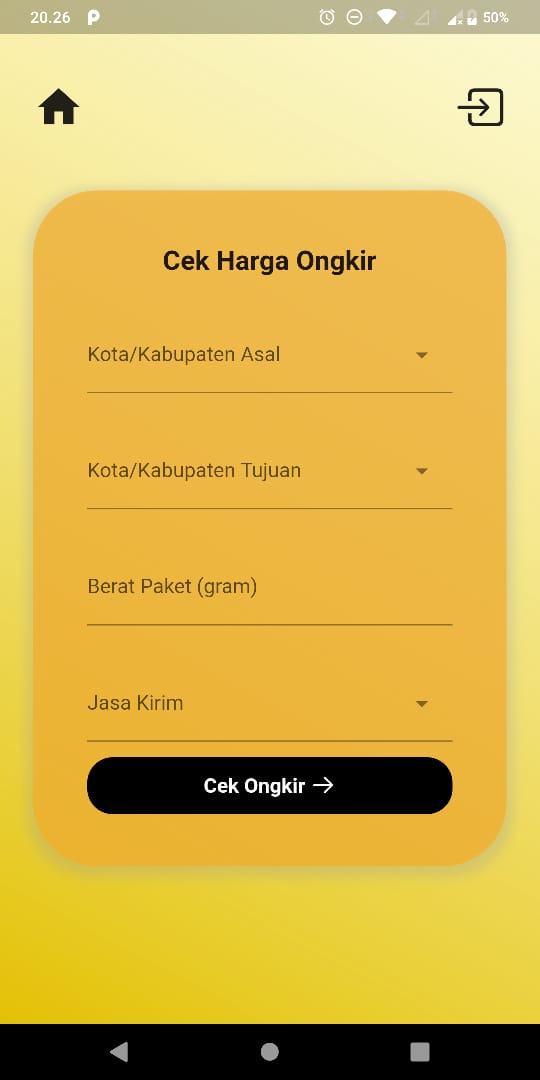 20.26
50%
Cek Harga Ongkir
Kota/Kabupaten Asal
Kota/Kabupaten Tujuan
Berat Paket (gram)
Jasa Kirim
Cek Ongkir →